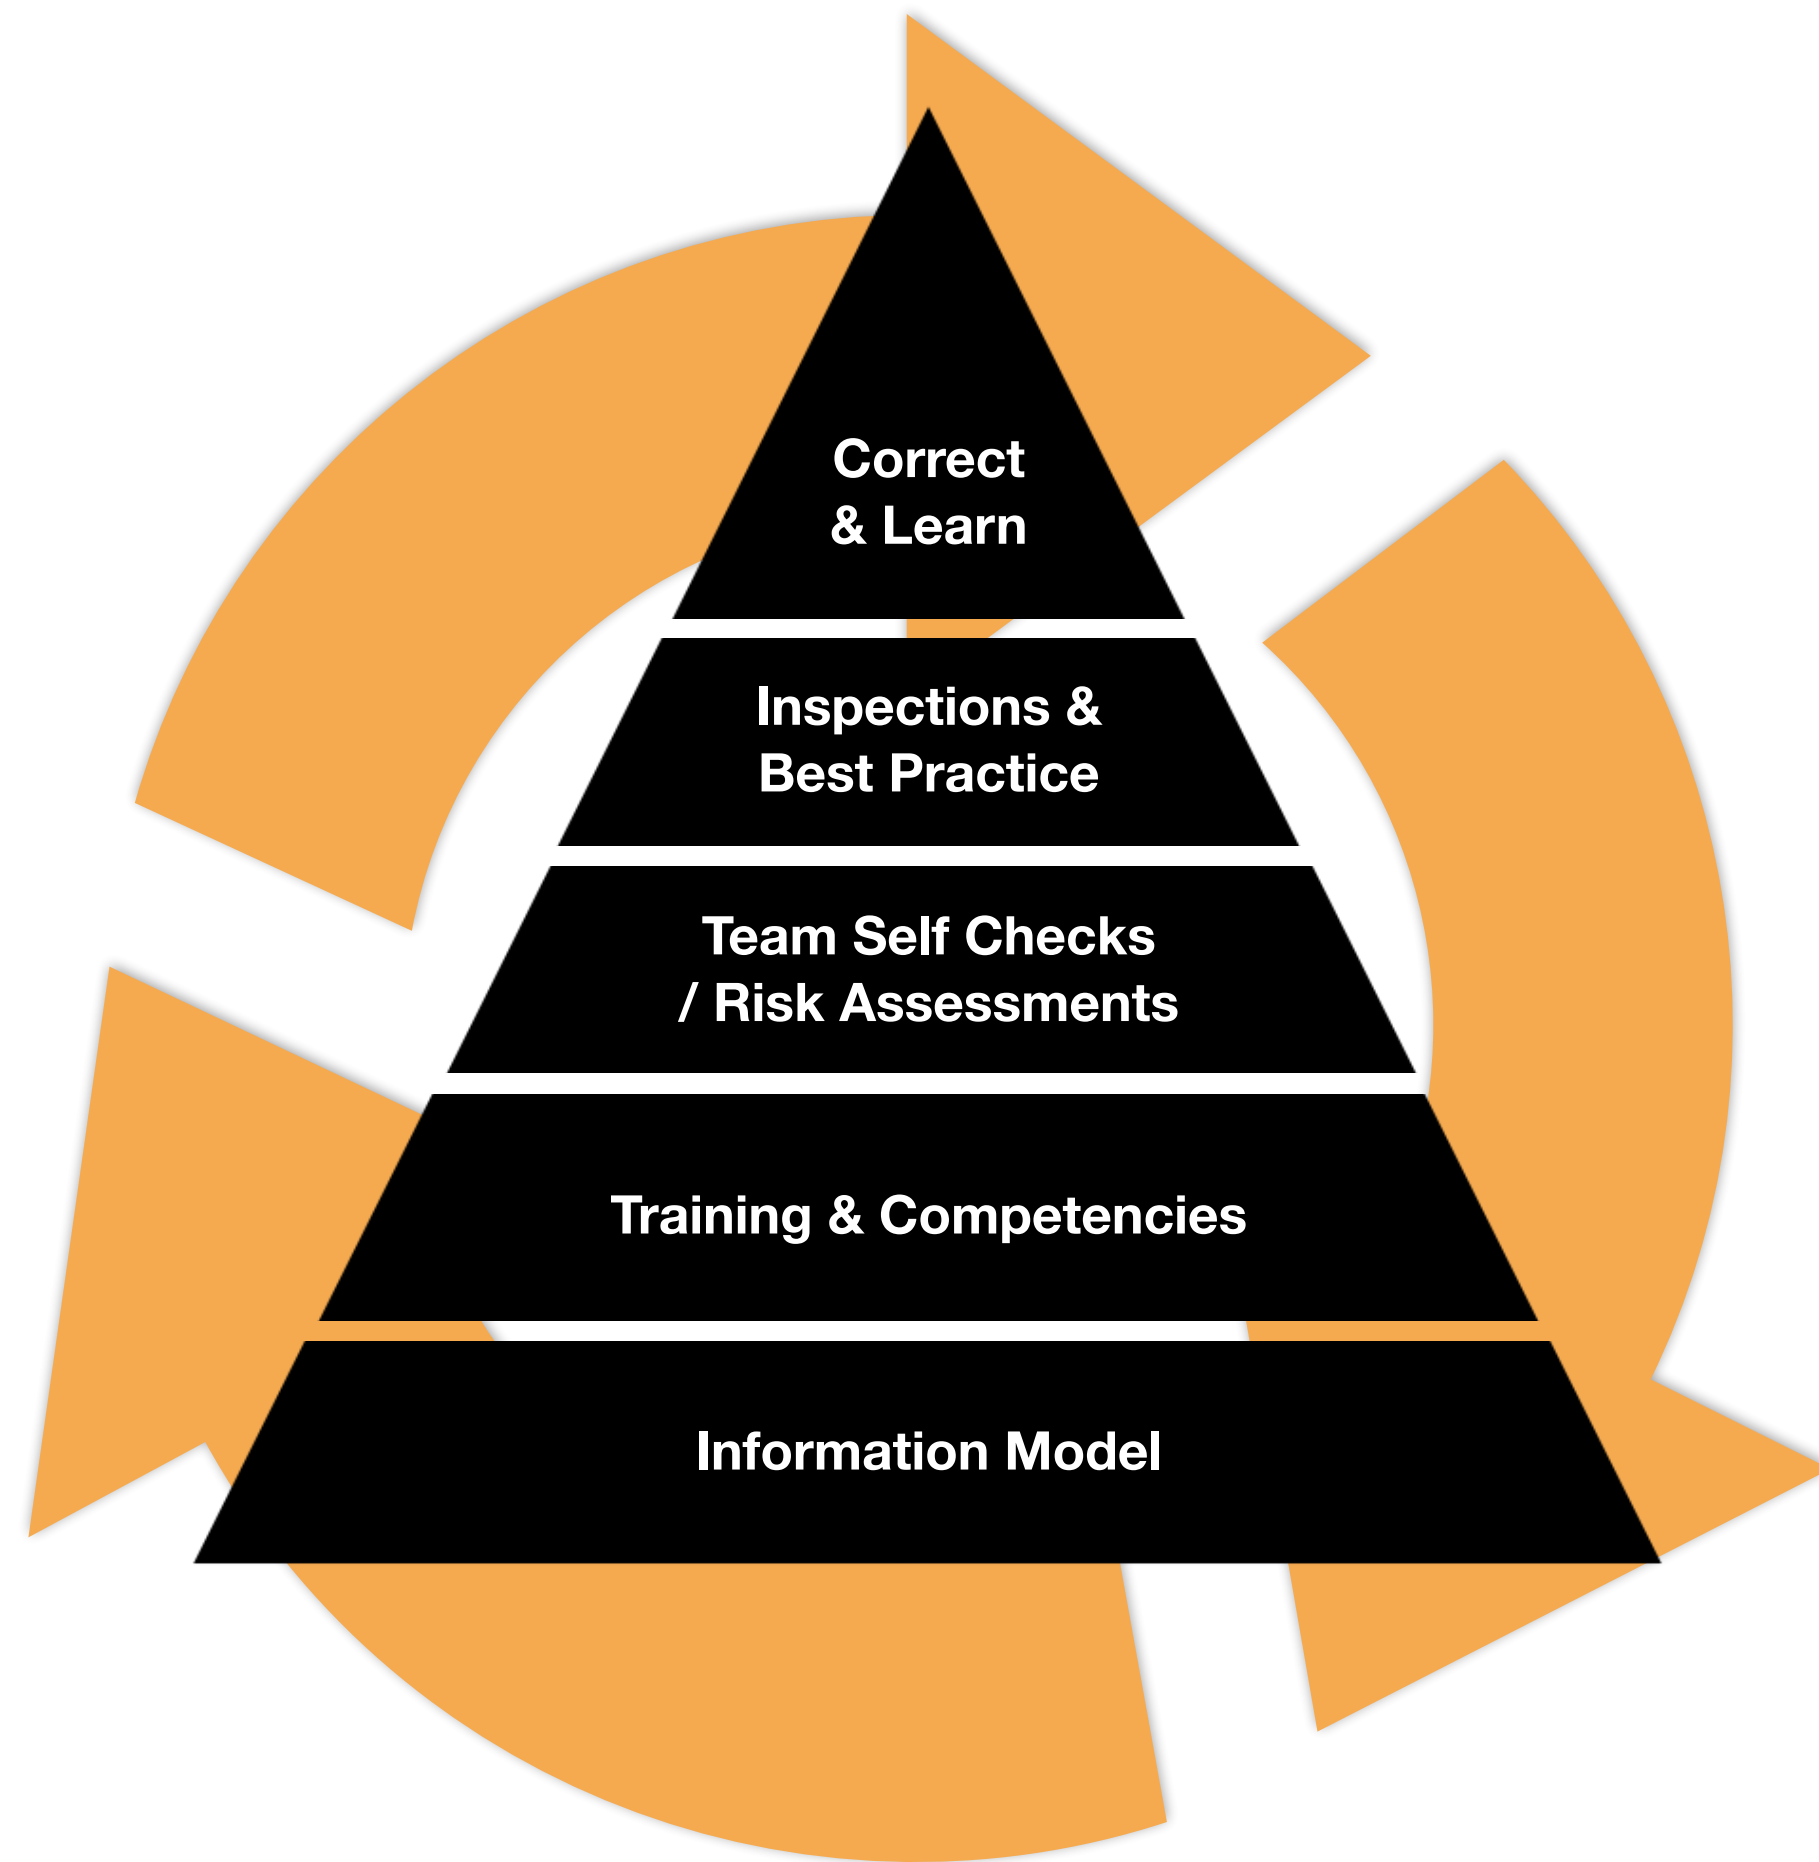 Correct
& Learn
Inspections &
Best Practice
Team Self Checks
/ Risk Assessments
Training & Competencies
Information Model